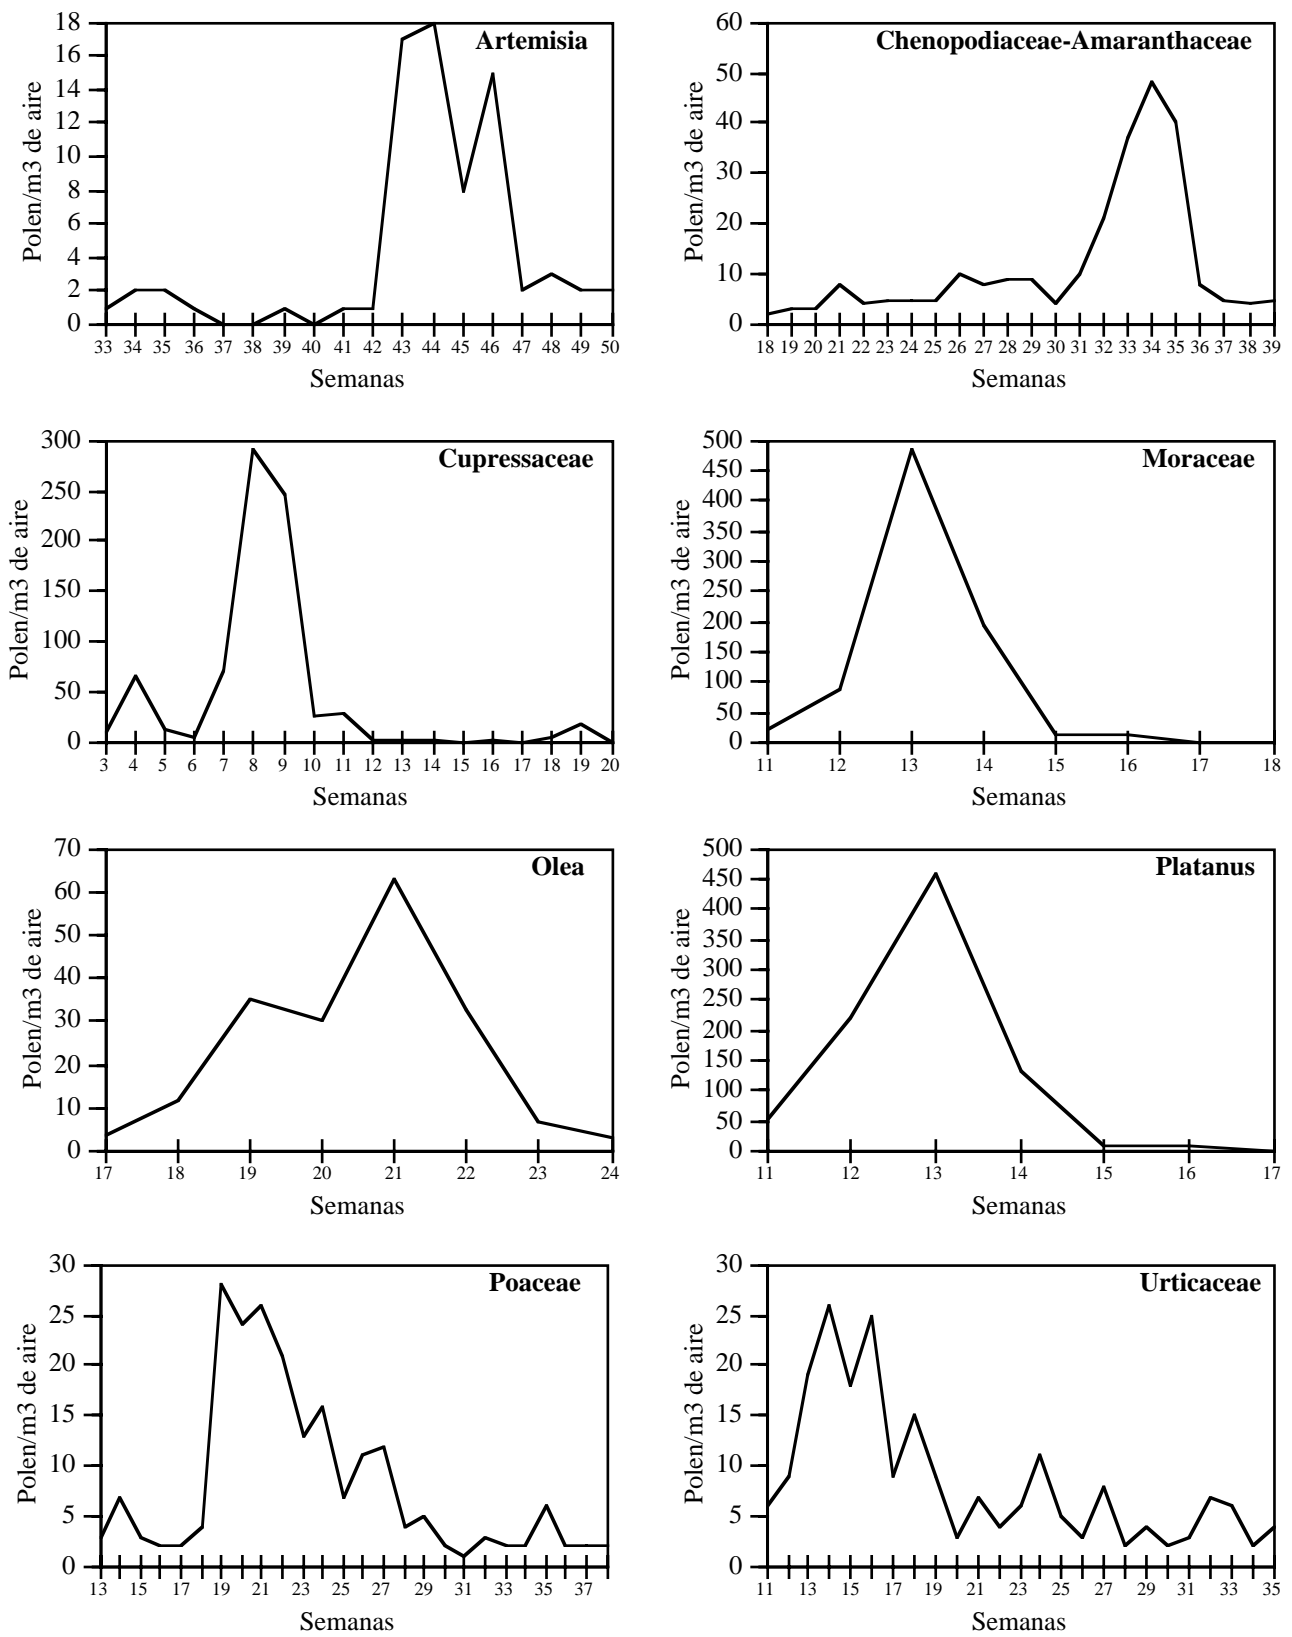 Artemisia
Polen/m3 de aire
18
16
14
12
10
8
6
4
2
0
33 34 35 36 37 38 39 40 41 42 43 44 45 46 47 48 49 50
Semanas
Chenopodiaceae-Amaranthaceae
Polen/m3 de aire
60
50
40
30
20
10
0
18 19 20 21 22 23 24 25 26 27 28 29 30 31 32 33 34 35 36 37 38 39
Semanas
Cupressaceae
Polen/m3 de aire
300
250
200
150
100
50
0
3 4 5 6 7 8 9 10 11 12 13 14 15 16 17 18 19 20
Semanas
Moraceae
Polen/m3 de aire
500
450
400
350
300
250
200
150
100
50
0
11 12 13 14 15 16 17 18
Semanas
Olea
Polen/m3 de aire
70
60
50
40
30
20
10
0
17 18 19 20 21 22 23 24
Semanas
Platanus
Polen/m3 de aire
500
450
400
350
300
250
200
150
100
50
0
11 12 13 14 15 16 17
Semanas
Poaceae
Polen/m3 de aire
30
25
20
15
10
5
0
13 15 17 19 21 23 25 27 29 31 33 35 37
Semanas
Urticaceae
Polen/m3 de aire
30
25
20
15
10
5
0
11 13 15 17 19 21 23 25 27 29 31 33 35
Semanas